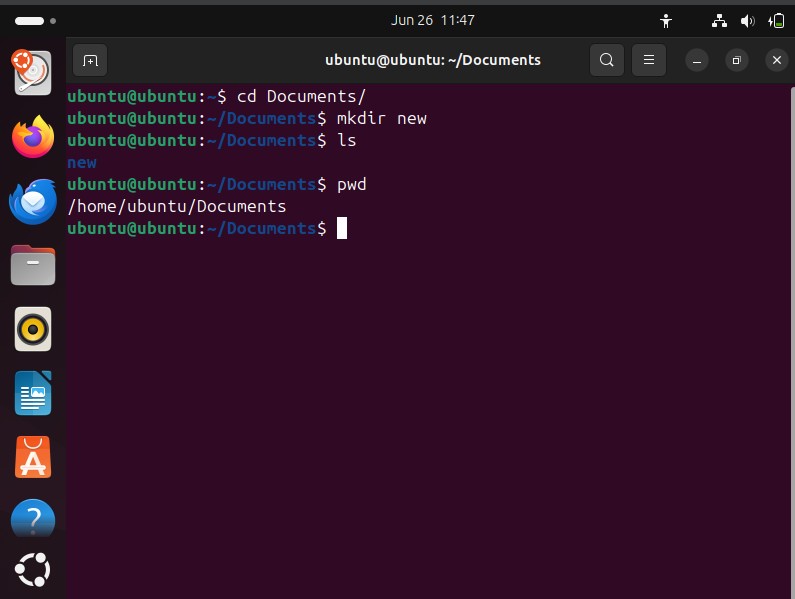 Jun 26 11:47
ubuntu@ubuntu: ~/Documents
ubuntu@ubuntu:~$ cd Documents/
ubuntu@ubuntu:~/Documents$ mkdir new
ubuntu@ubuntu:~/Documents$ ls
new
ubuntu@ubuntu:~/Documents$ pwd
/home/ubuntu/Documents
ubuntu@ubuntu:~/Documents$